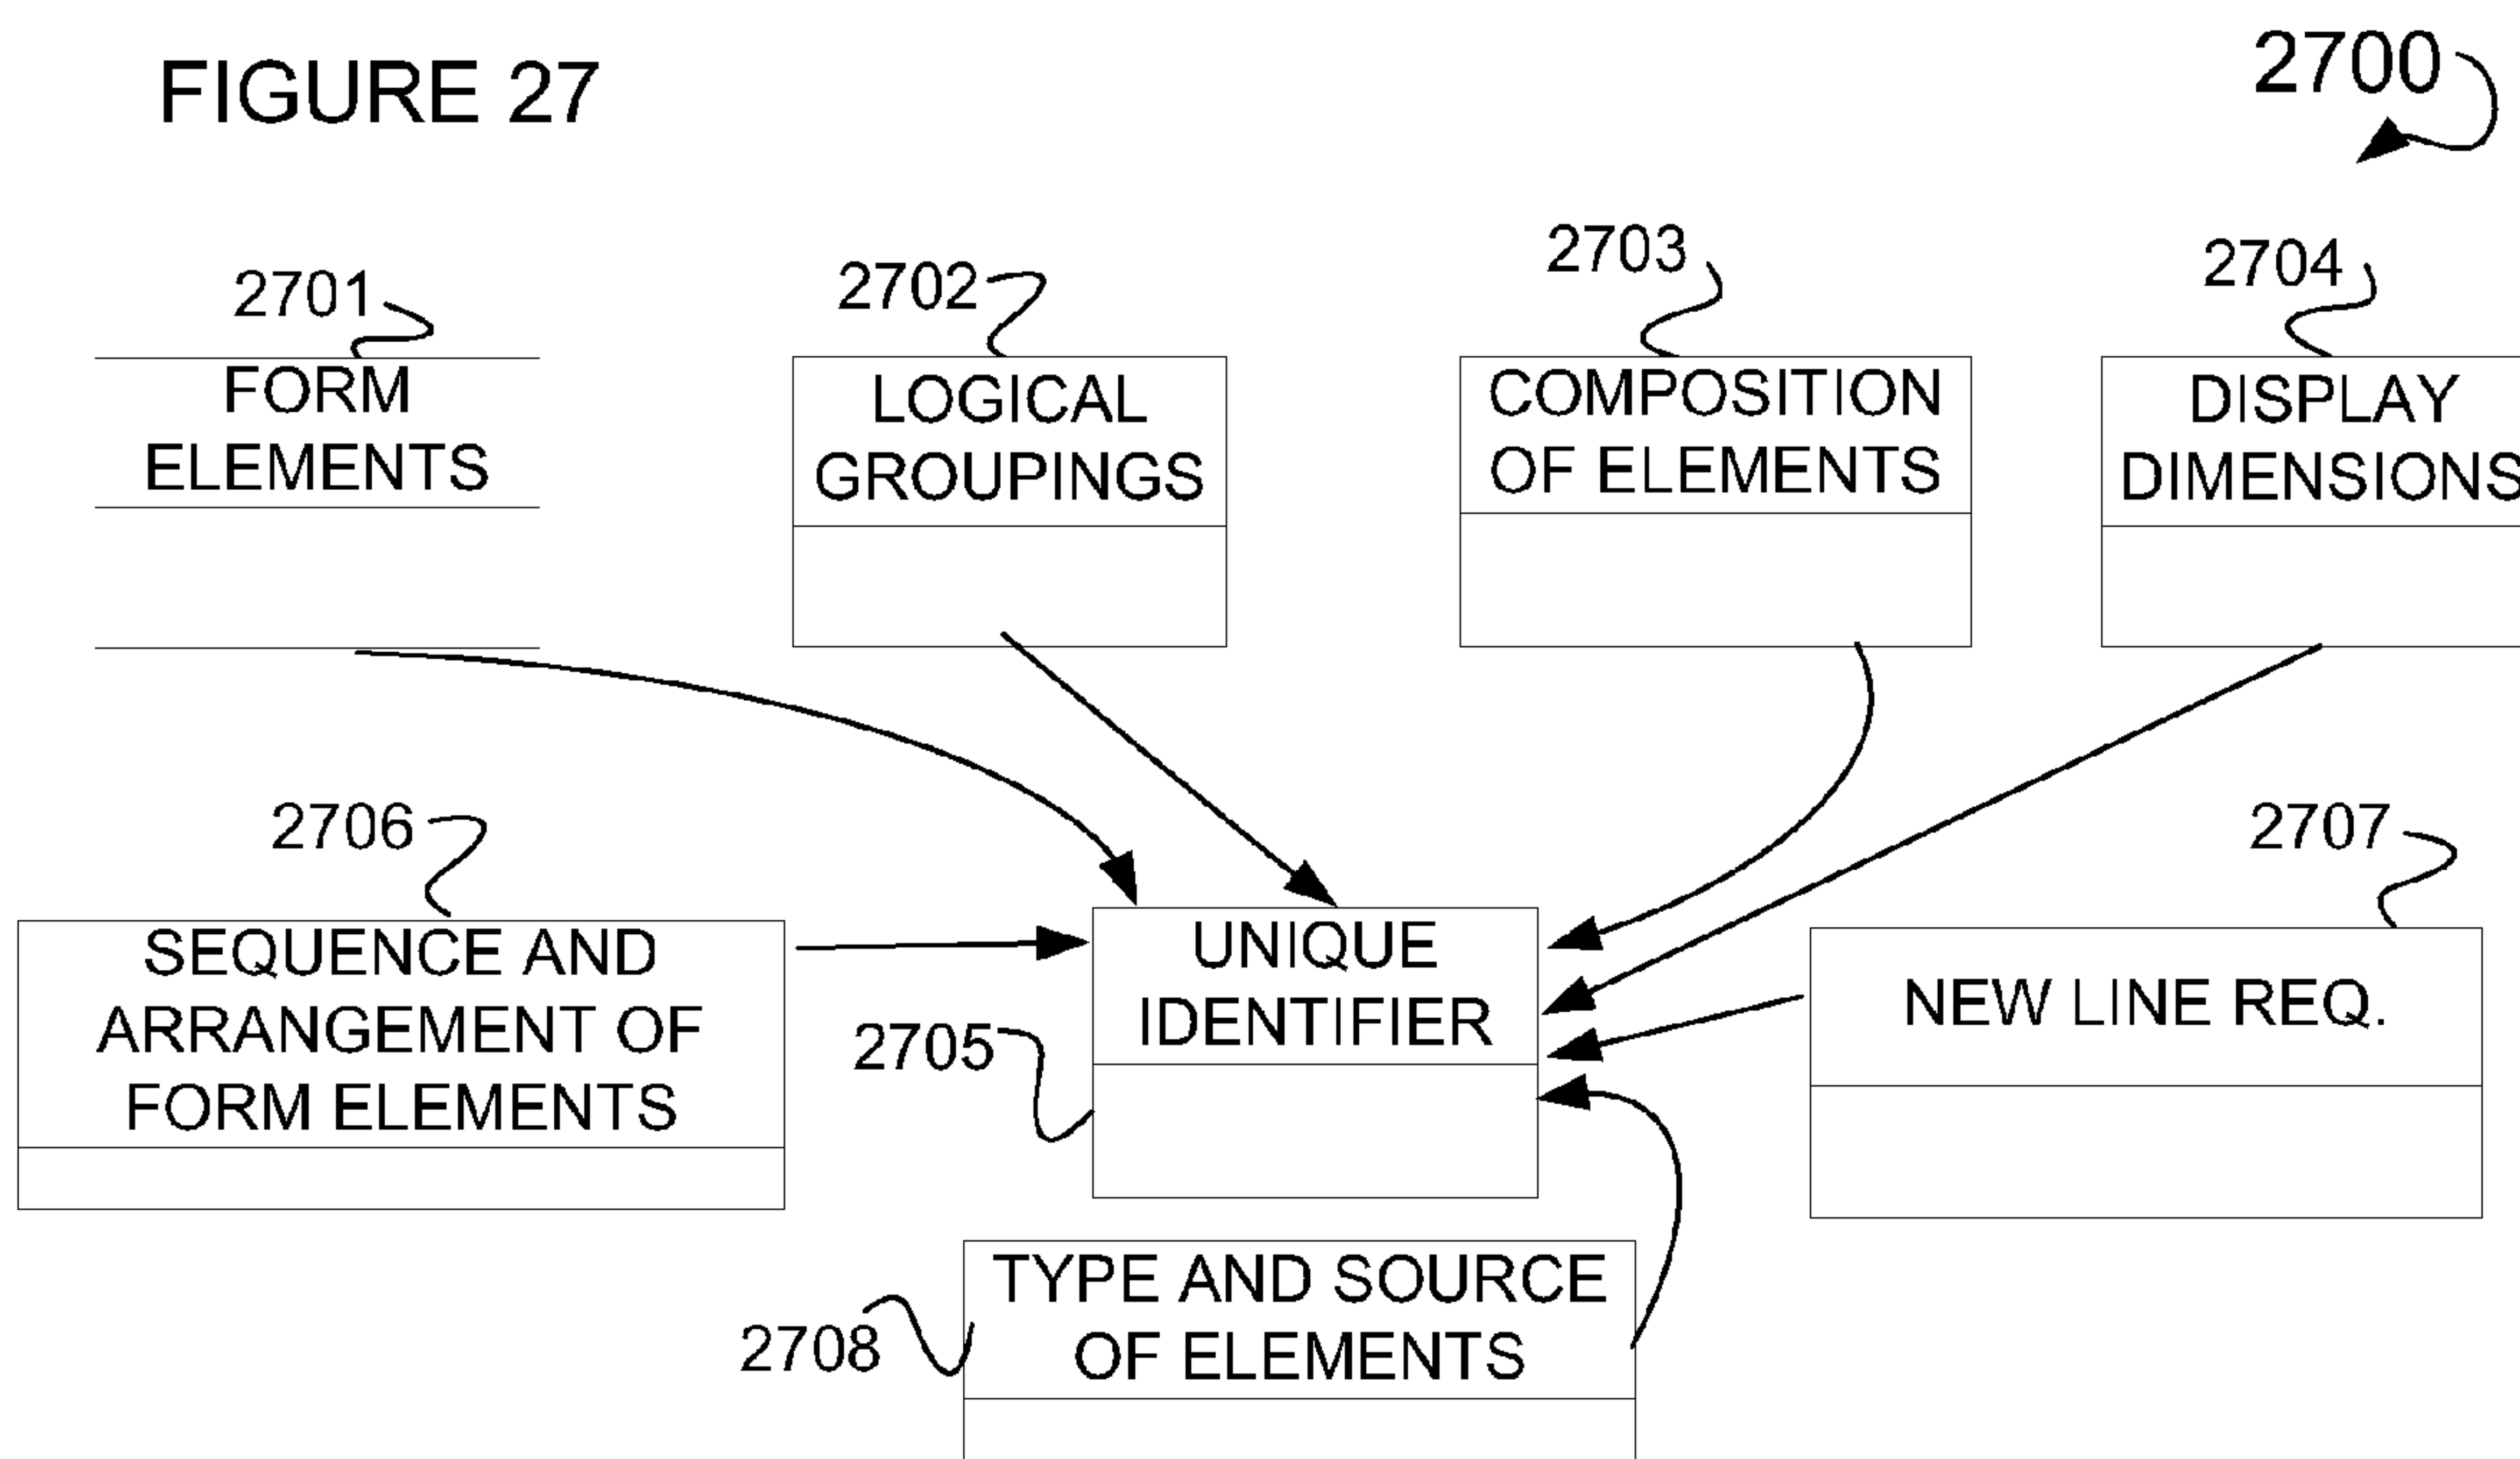 FIGURE 27
2700
2701
2702
2703
2704
FORM
ELEMENTS
LOGICAL
GROUPINGS
COMPOSITION
OF ELEMENTS
DISPLAY
DIMENSIONS
2706
2707
SEQUENCE AND
ARRANGEMENT OF
FORM ELEMENTS
2705
UNIQUE
IDENTIFIER
NEW LINE REQ.
2708
TYPE AND SOURCE
OF ELEMENTS